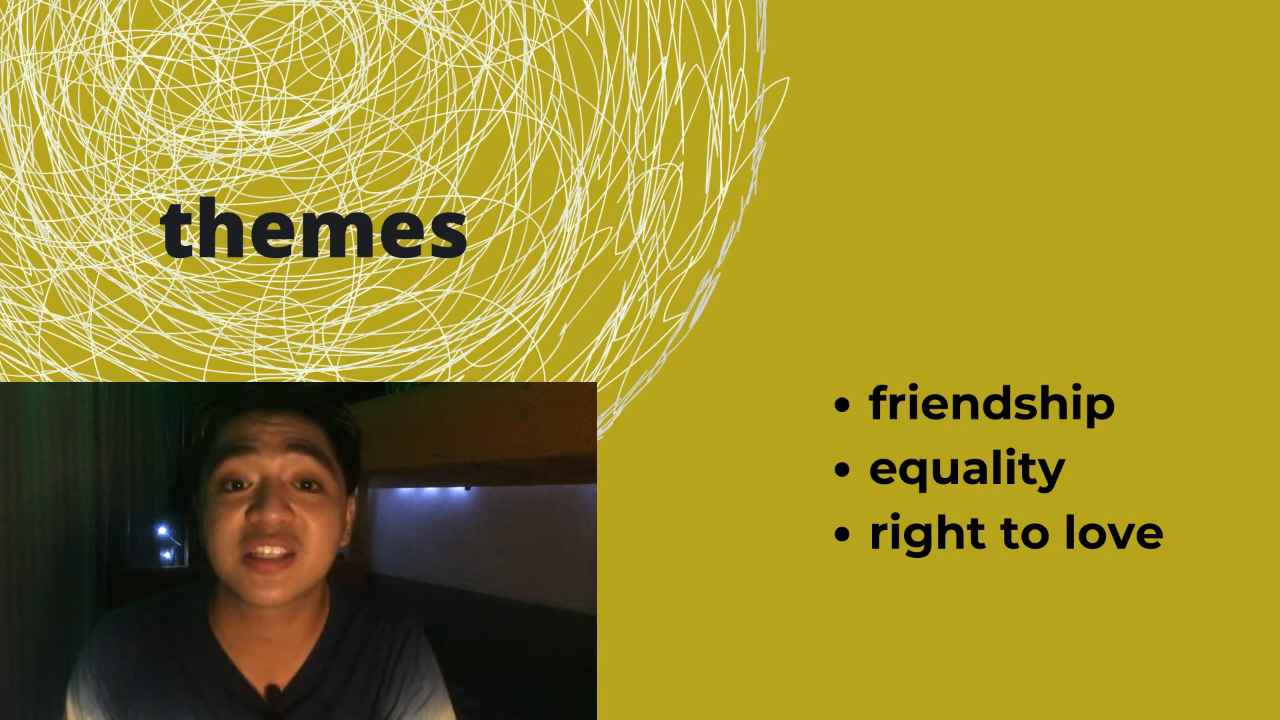 themes
• friendship
• equality
• right to love